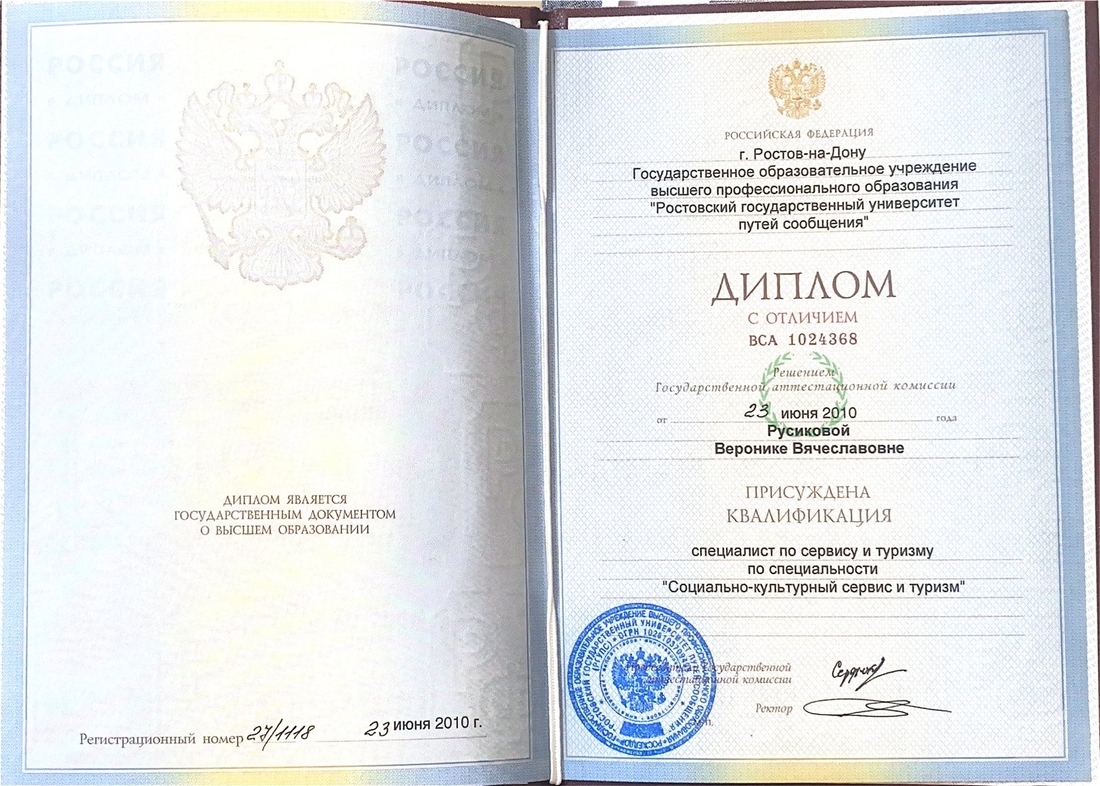 РОССИЯ
РОССИЯ
РОССИЯ
РОССИЯ
ДИПЛОМ ЯВЛЯЕТСЯ
ГОСУДАРСТВЕННЫМ ДОКУМЕНТОМ
О ВЫСШЕМ ОБРАЗОВАНИИ
Регистрационный номер 27/1118 23 июня 2010 г.
РОССИЙСКАЯ ФЕДЕРАЦИЯ
г. Ростов-на-Дону
Государственное образовательное учреждение
высшего профессионального образования
"Ростовский государственный университет
путей сообщения"
ДИПЛОМ
С ОТЛИЧИЕМ
ВСА 1024368
Решением
Государственной аттестационной комиссии
от 23 июня 2010 года
Русиковой
Веронике Вячеславовне
ПРИСУЖДЕНА
КВАЛИФИКАЦИЯ
специалист по сервису и туризму
по специальности
"Социально-культурный сервис и туризм"
Государственной
аттестационной комиссии
Ректор